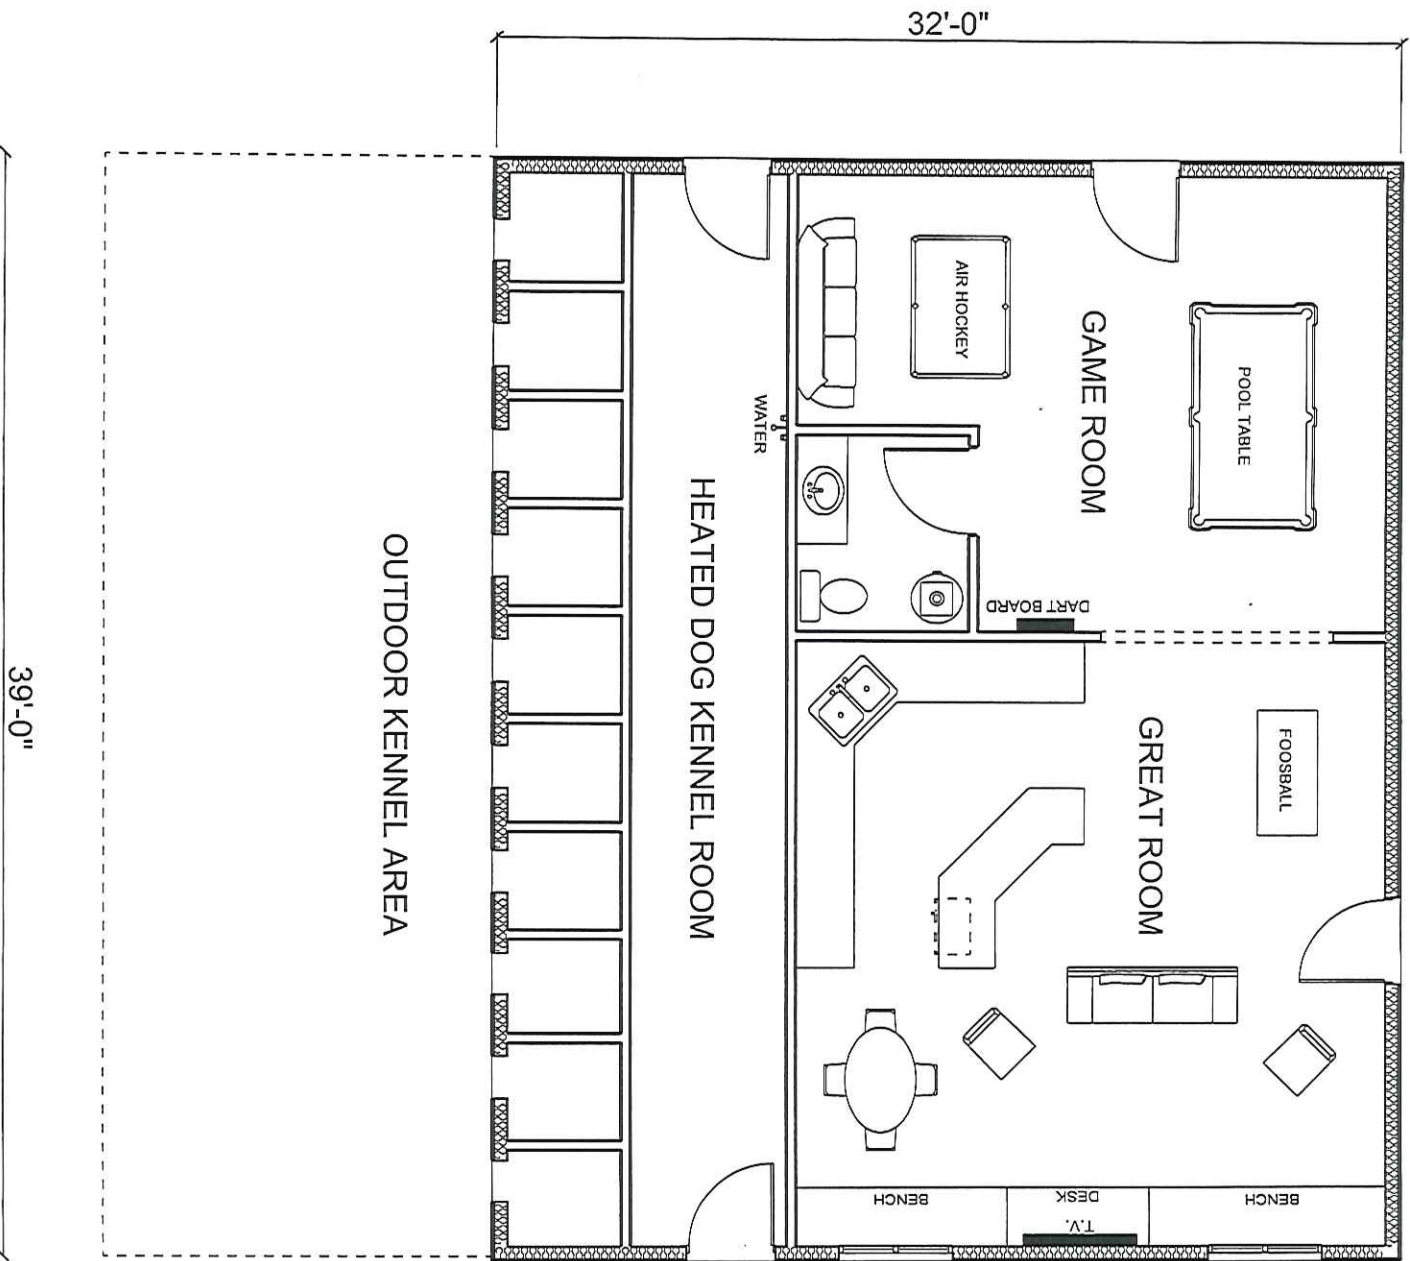 32'-0"
AIR HOCKEY
POOL TABLE
GAME ROOM
WATER
DART BOARD
HEATED DOG KENNEL ROOM
OUTDOOR KENNEL AREA
39'-0"
GREAT ROOM
FOOSBALL
BENCH
DESK
T.V.
BENCH